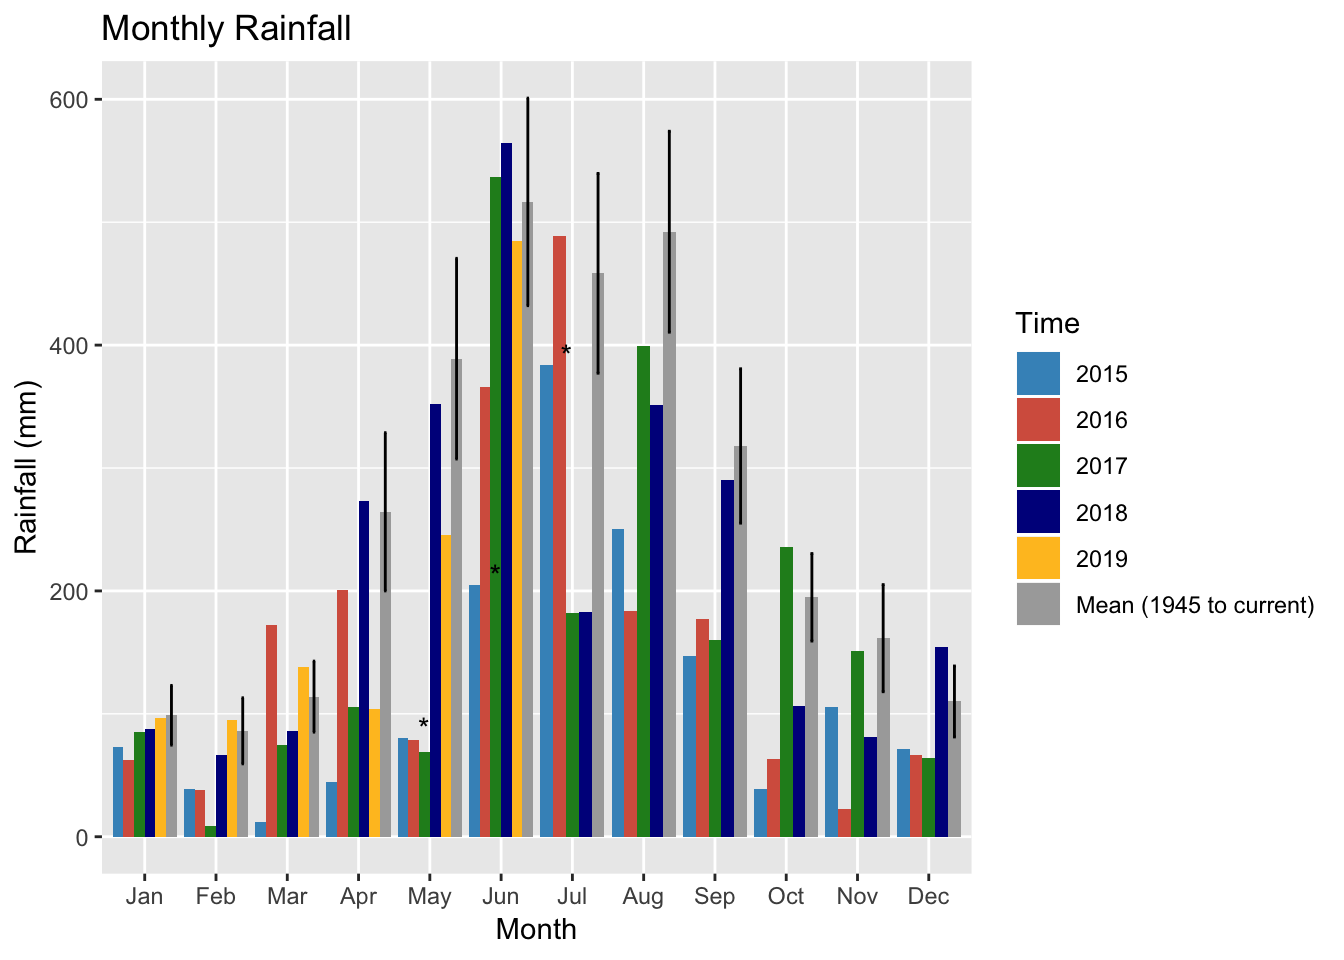 Monthly Rainfall
Rainfall (mm)
600
400
200
0
*
*
*
Jan Feb Mar Apr May Jun Jul Aug Sep Oct Nov Dec
Month
Time
2015
2016
2017
2018
2019
Mean (1945 to current)